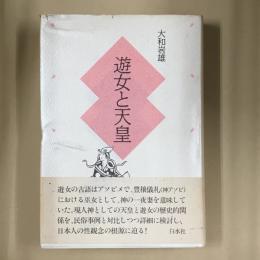 大和岩雄
遊女と天皇
遊女の古語はアソビメで、豊穣儀礼(神アソビ)
における巫女として、神の一夜妻を意味して
いた。現人神としての天皇と遊女の歴史的関
係を、民俗事例と対比しつつ詳細に検討し、
日本人の性観念の根源に迫る!
白水社